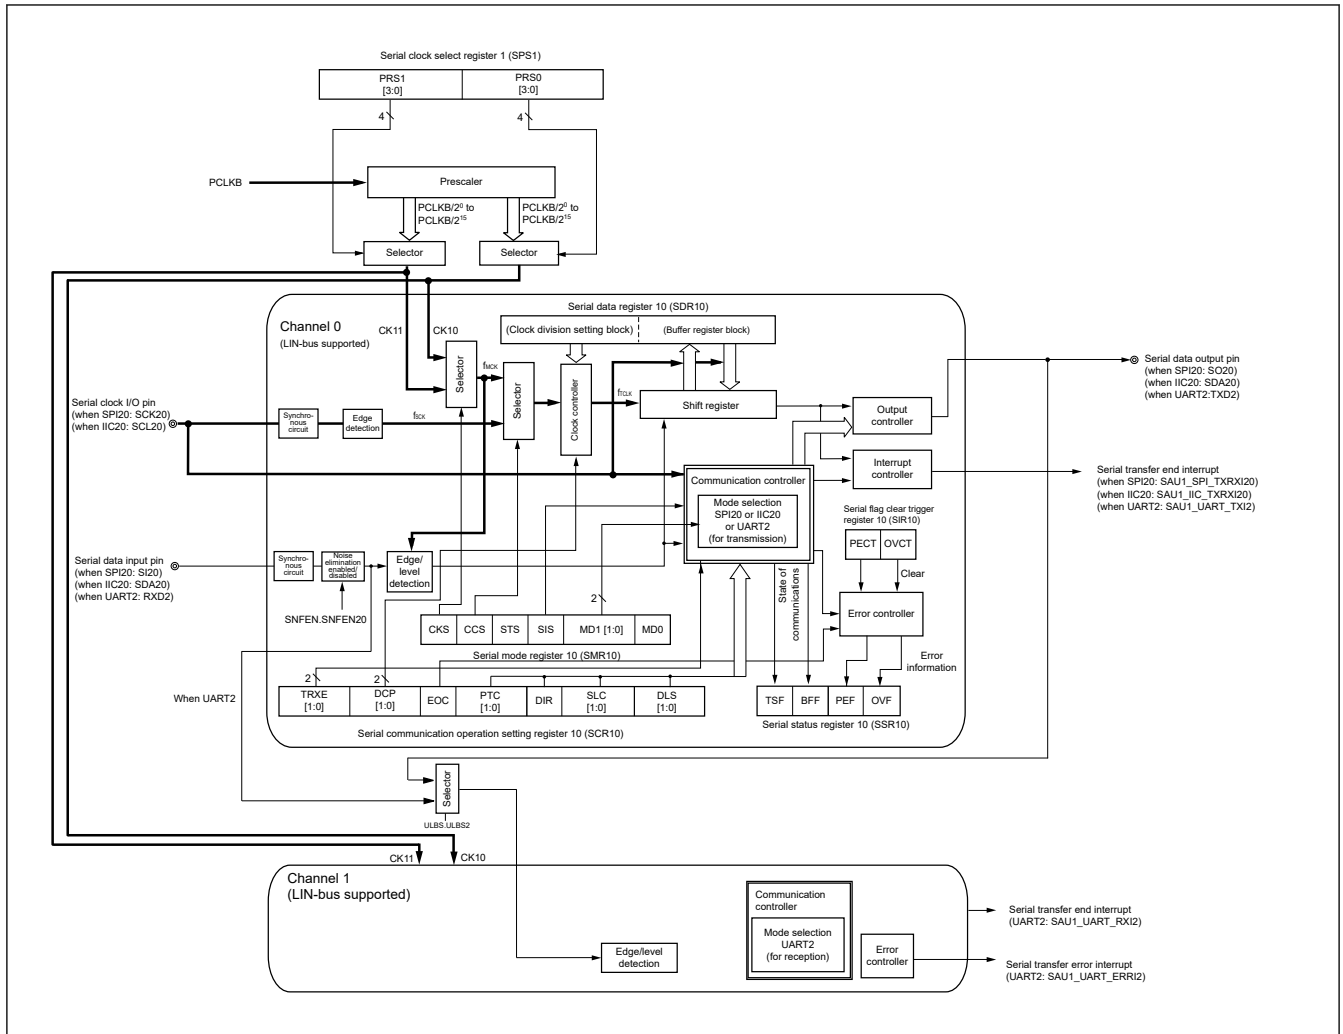 Serial clock select register 1 (SPS1)
PRS1
[3:0]
PRS0
[3:0]
4
4
PCLKB
Prescaler
PCLKB/2⁰ to
PCLKB/2¹⁵
PCLKB/2⁰ to
PCLKB/2¹⁵
Selector
Selector
Channel 0
(LIN-bus supported)
CK11
CK10
Serial data register 10 (SDR10)
(Clock division setting block)
(Buffer register block)
Selector
fMCK
Selector
Clock controller
fTCLK
Shift register
Output
controller
Serial data output pin
(when SPI20: SO20)
(when IIC20: SDA20)
(when UART2:TXD2)
Serial clock I/O pin
(when SPI20: SCK20)
(when IIC20: SCL20)
Synchro-
nous
circuit
Edge
detection
fSCK
Interrupt
controller
Serial transfer end interrupt
(when SPI20: SAU1_SPI_TXRXI20)
(when IIC20: SAU1_IIC_TXRXI20)
(when UART2: SAU1_UART_TXI2)
Communication controller
Mode selection
SPI20 or IIC20
or UART2
(for transmission)
Serial flag clear trigger
register 10 (SIR10)
PECT
OVCT
Clear
Serial data input pin
(when SPI20: SI20)
(when IIC20: SDA20)
(when UART2: RXD2)
Synchro-
nous
circuit
Noise
elimination
enabled/
disabled
Edge/
level
detection
SNFEN.SNFEN20
2
State of
communications
Error controller
CKS
CCS
STS
SIS
MD1 [1:0]
MD0
Serial mode register 10 (SMR10)
Error
information
When UART2
2
2
TRXE
[1:0]
DCP
[1:0]
EOC
PTC
[1:0]
DIR
SLC
[1:0]
DLS
[1:0]
TSF
BFF
PEF
OVF
Serial status register 10 (SSR10)
Serial communication operation setting register 10 (SCR10)
Selector
ULBS.ULBS2
CK11
CK10
Channel 1
(LIN-bus supported)
Communication
controller
Mode selection
UART2
(for reception)
Edge/level
detection
Error
controller
Serial transfer end interrupt
(UART2: SAU1_UART_RXI2)
Serial transfer error interrupt
(UART2: SAU1_UART_ERRI2)